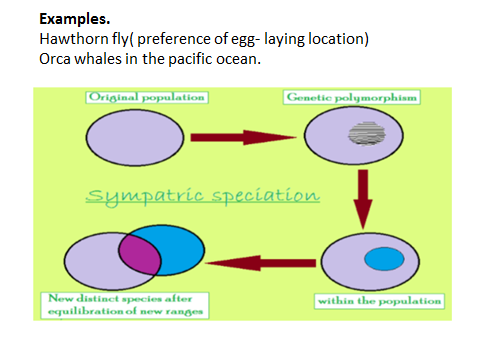 Examples.
Hawthorn fly( preference of egg- laying location)
Orca whales in the pacific ocean.
Original population
Genetic polymorphism
Sympatric speciation
New distinct species after
equilibration of new ranges
within the population